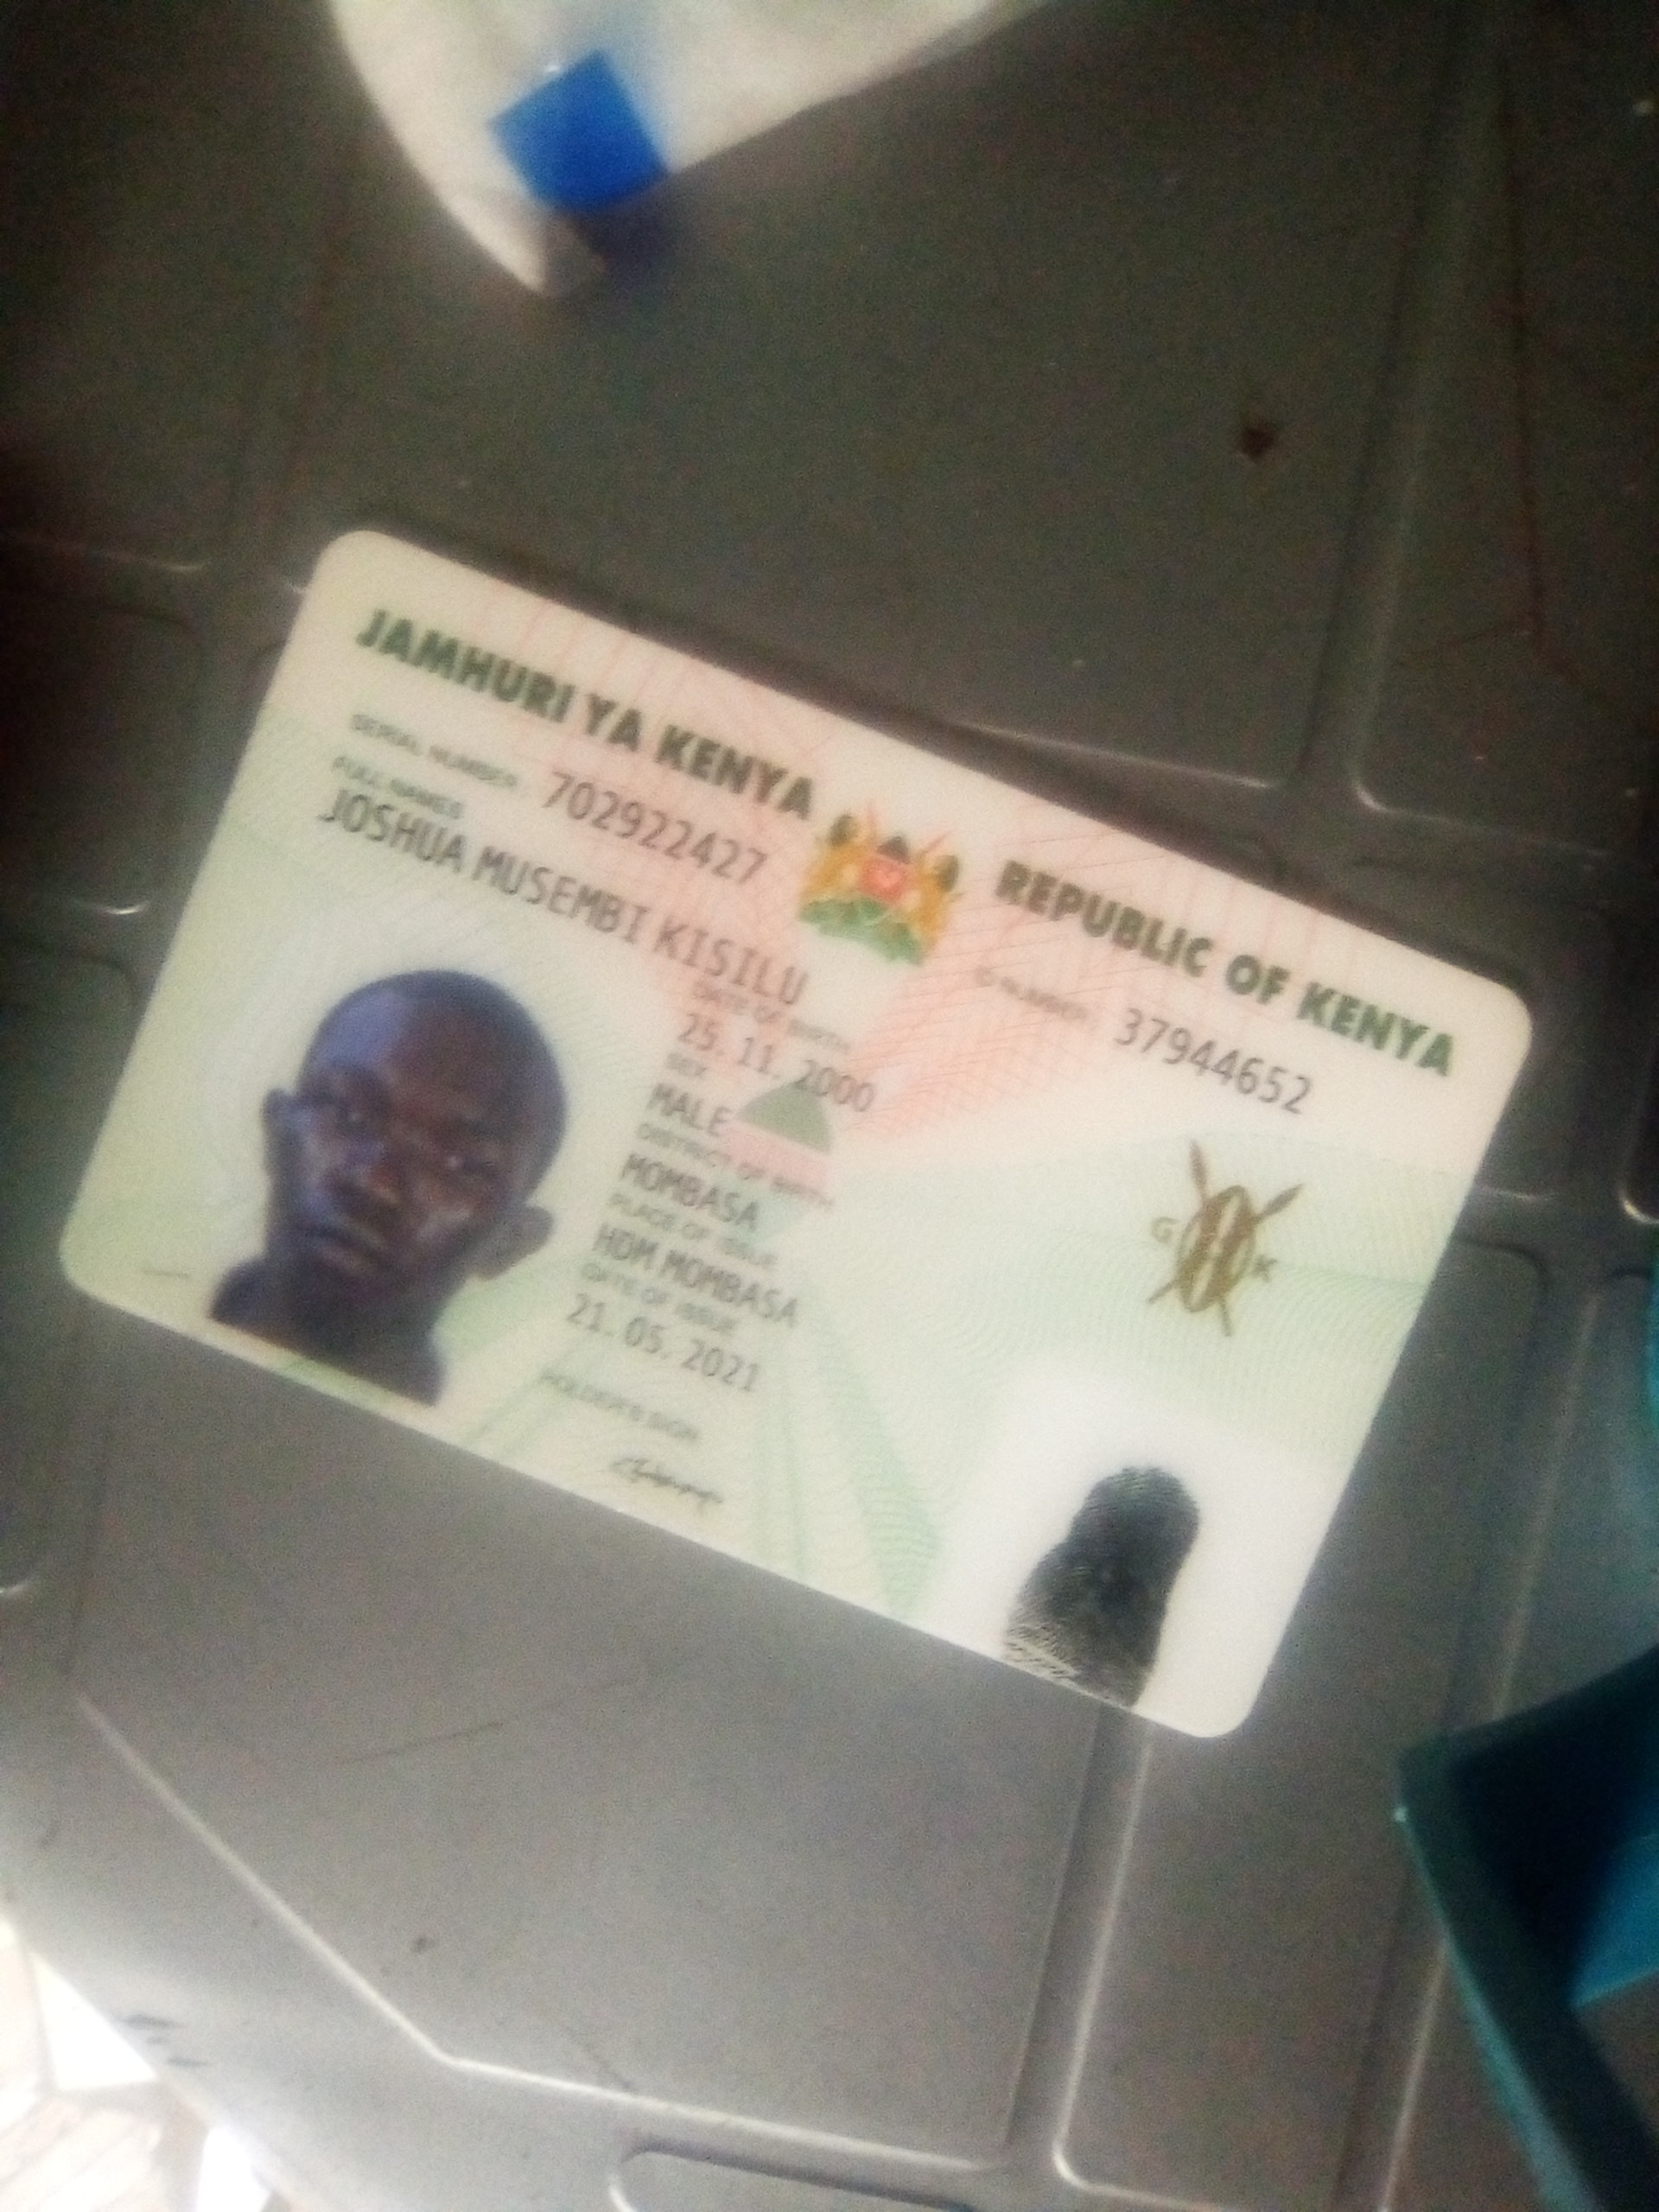 JAMHURI YA KENYA
REPUBLIC OF KENYA
SERIAL NUMBER: 702922427
ID NUMBER: 37944652
FULL NAMES
JOSHUA MUSEMBI KISILU
DATE OF BIRTH
25. 11. 2000
SEX
MALE
DISTRICT OF BIRTH
MOMBASA
PLACE OF ISSUE
HDM MOMBASA
DATE OF ISSUE
21. 05. 2021
HOLDER'S SIGN.
G K